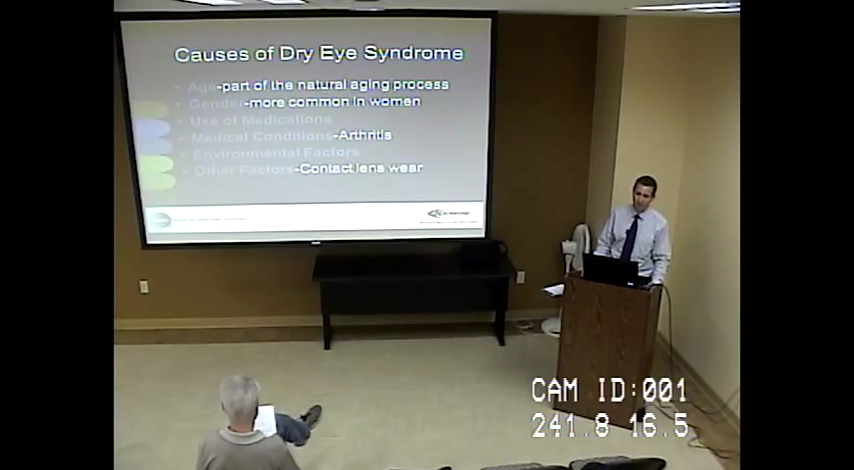 Causes of Dry Eye Syndrome
• Age-part of the natural aging process
• Gender-more common in women
• Use of Medications
• Medical Conditions-Arthritis
• Environmental Factors
• Other Factors-Contact lens wear
CAM ID:001
241.8 16.5